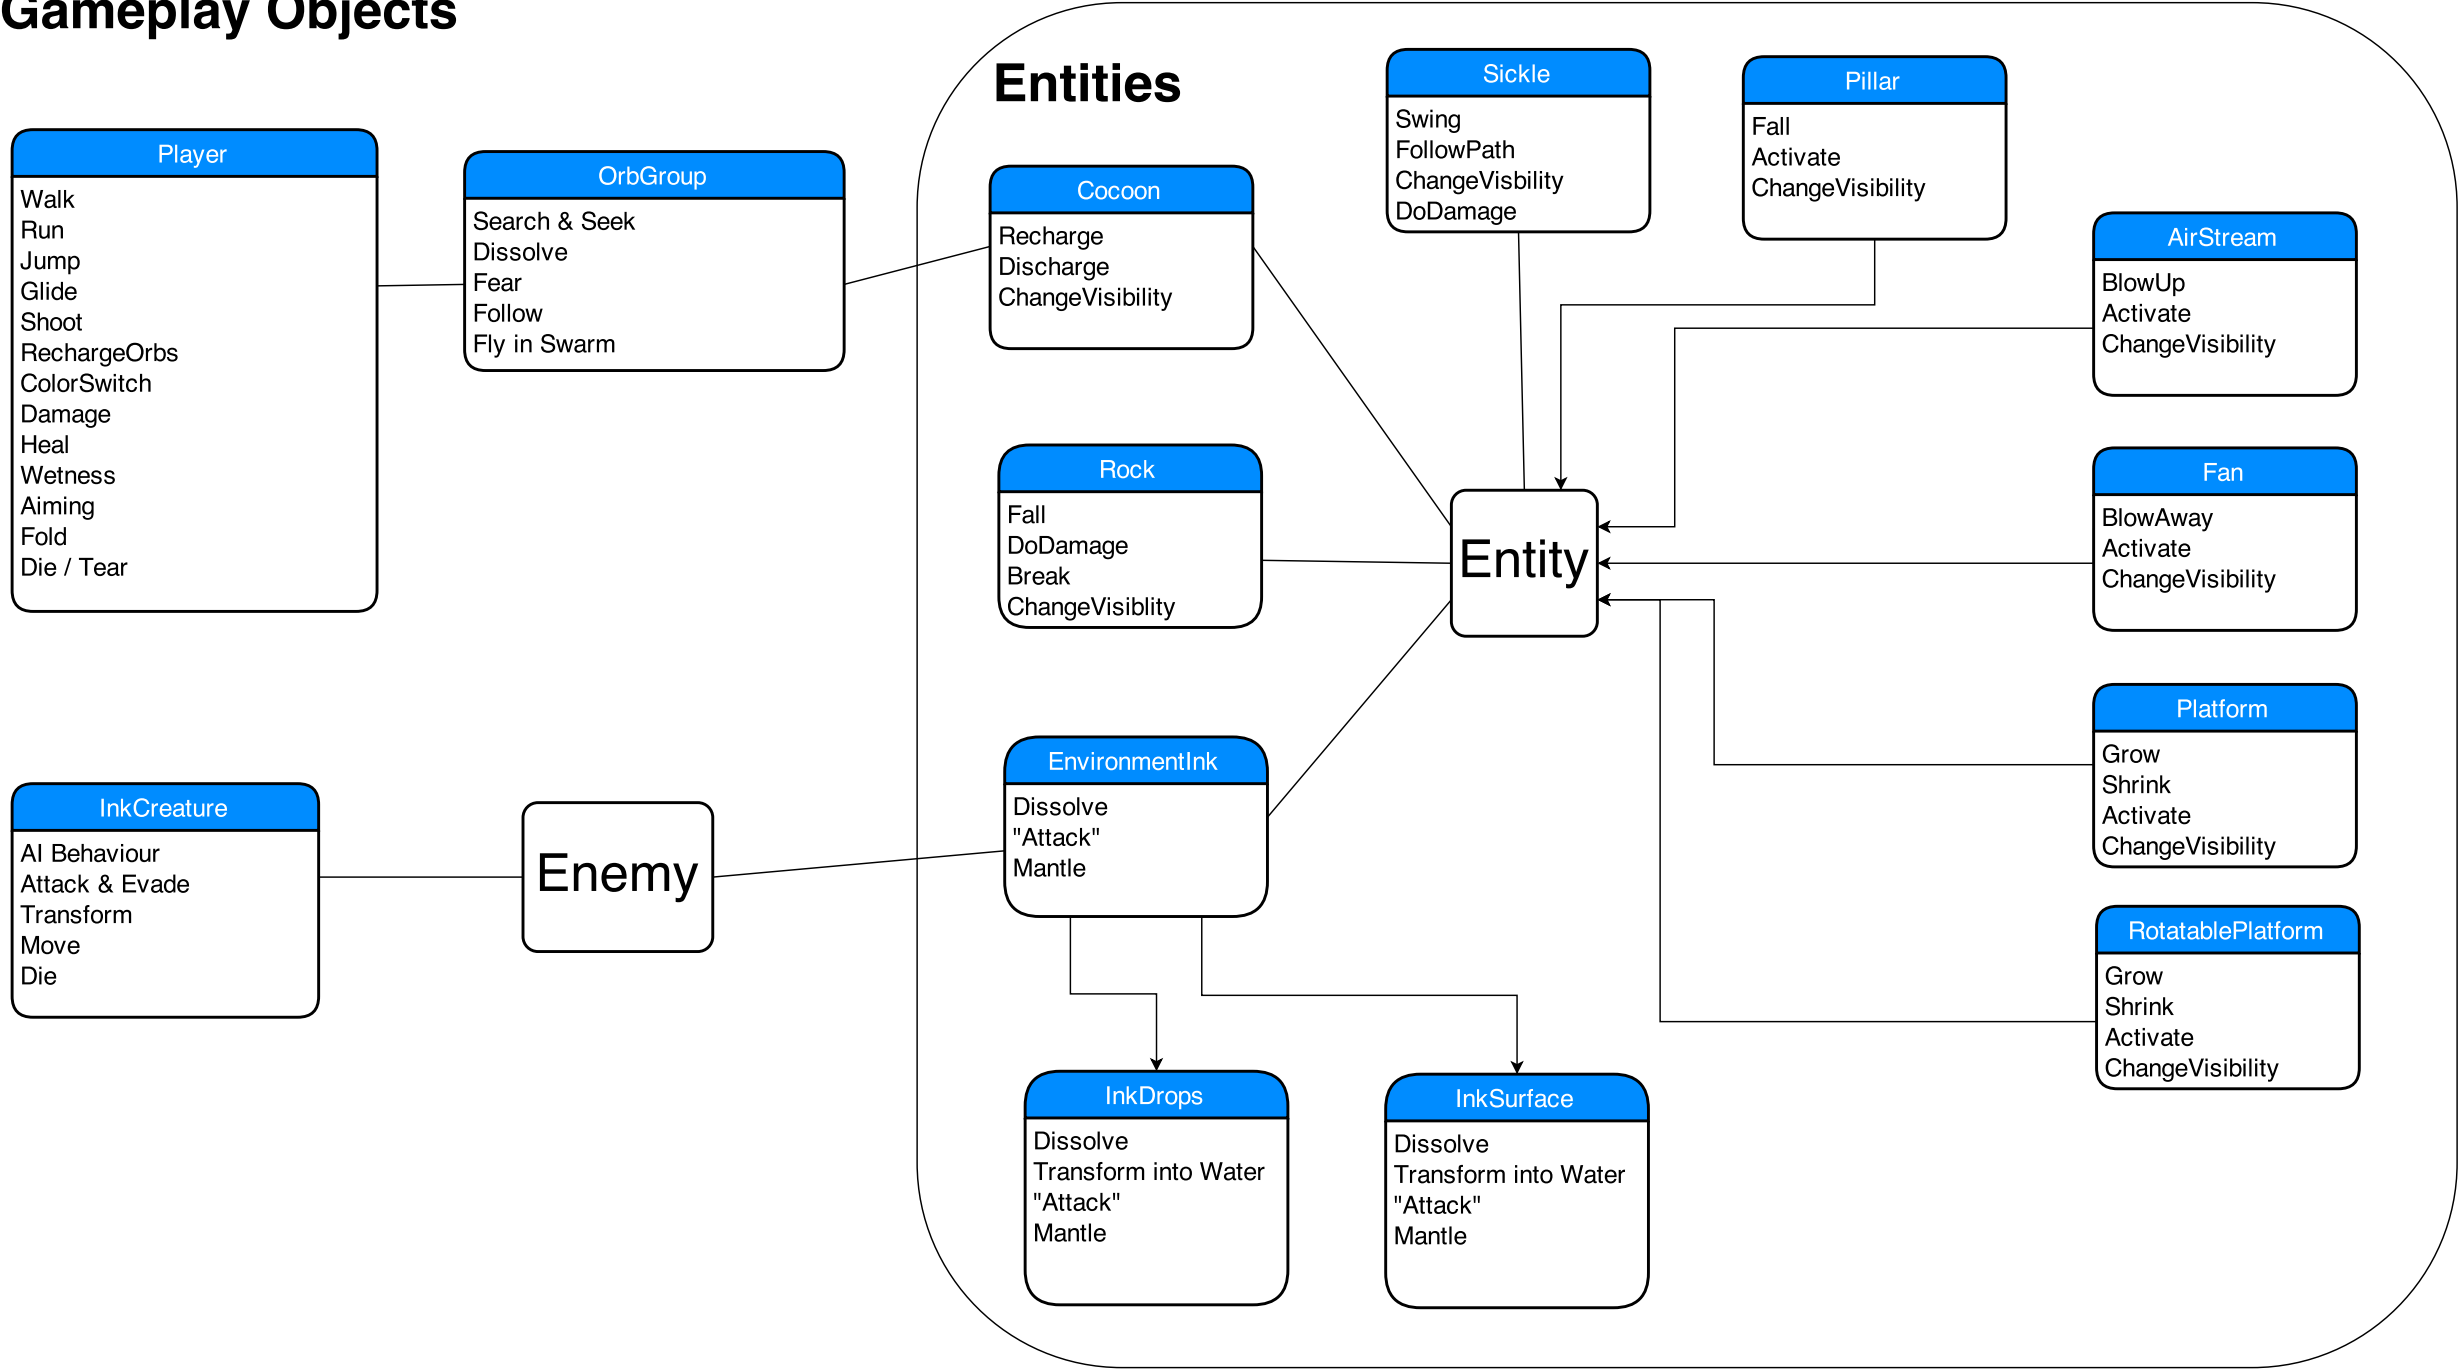 Gameplay Objects
Entities
Player
Walk
Run
Jump
Glide
Shoot
RechargeOrbs
ColorSwitch
Damage
Heal
Wetness
Aiming
Fold
Die / Tear
OrbGroup
Search & Seek
Dissolve
Fear
Follow
Fly in Swarm
Cocoon
Recharge
Discharge
ChangeVisibility
Sickle
Swing
FollowPath
ChangeVisbility
DoDamage
Pillar
Fall
Activate
ChangeVisibility
AirStream
BlowUp
Activate
ChangeVisibility
Rock
Fall
DoDamage
Break
ChangeVisiblity
Entity
Fan
BlowAway
Activate
ChangeVisibility
Platform
Grow
Shrink
Activate
ChangeVisibility
InkCreature
AI Behaviour
Attack & Evade
Transform
Move
Die
Enemy
EnvironmentInk
Dissolve
"Attack"
Mantle
RotatablePlatform
Grow
Shrink
Activate
ChangeVisibility
InkDrops
Dissolve
Transform into Water
"Attack"
Mantle
InkSurface
Dissolve
Transform into Water
"Attack"
Mantle